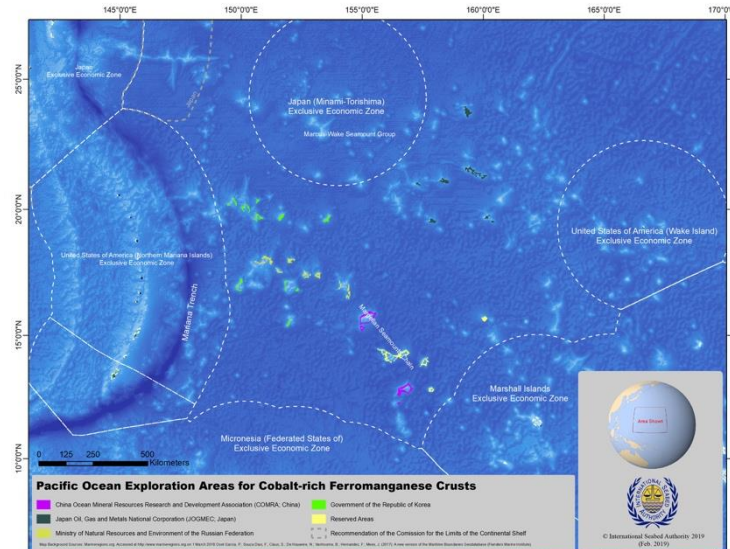 145°0'0"E 150°0'0"E 155°0'0"E 160°0'0"E 165°0'0"E 170°0'
25°0'0"N
20°0'0"N
15°0'0"N
10°0'0"N
Japan
Exclusive Economic Zone
Japan (Minami-Torishima)
Exclusive Economic Zone
Marcus-Wake Seamount Group
United States of America (Northern Mariana Islands)
Exclusive Economic Zone
Mariana Trench
United States of America (Wake Island)
Exclusive Economic Zone
Magellan Seamount Chain
Marshall Islands
Exclusive Economic Zone
Micronesia (Federated States of)
Exclusive Economic Zone
0 125 250 500
Kilometers
Area Shown
INTERNATIONAL SEABED AUTHORITY
© International Seabed Authority 2019
(Feb. 2019)
Pacific Ocean Exploration Areas for Cobalt-rich Ferromanganese Crusts
China Ocean Mineral Resources Research and Development Association (COMRA; China)
Japan Oil, Gas and Metals National Corporation (JOGMEC; Japan)
Ministry of Natural Resources and Environment of the Russian Federation
Government of the Republic of Korea
Reserved Areas
Recommendation of the Comission for the Limits of the Continental Shelf